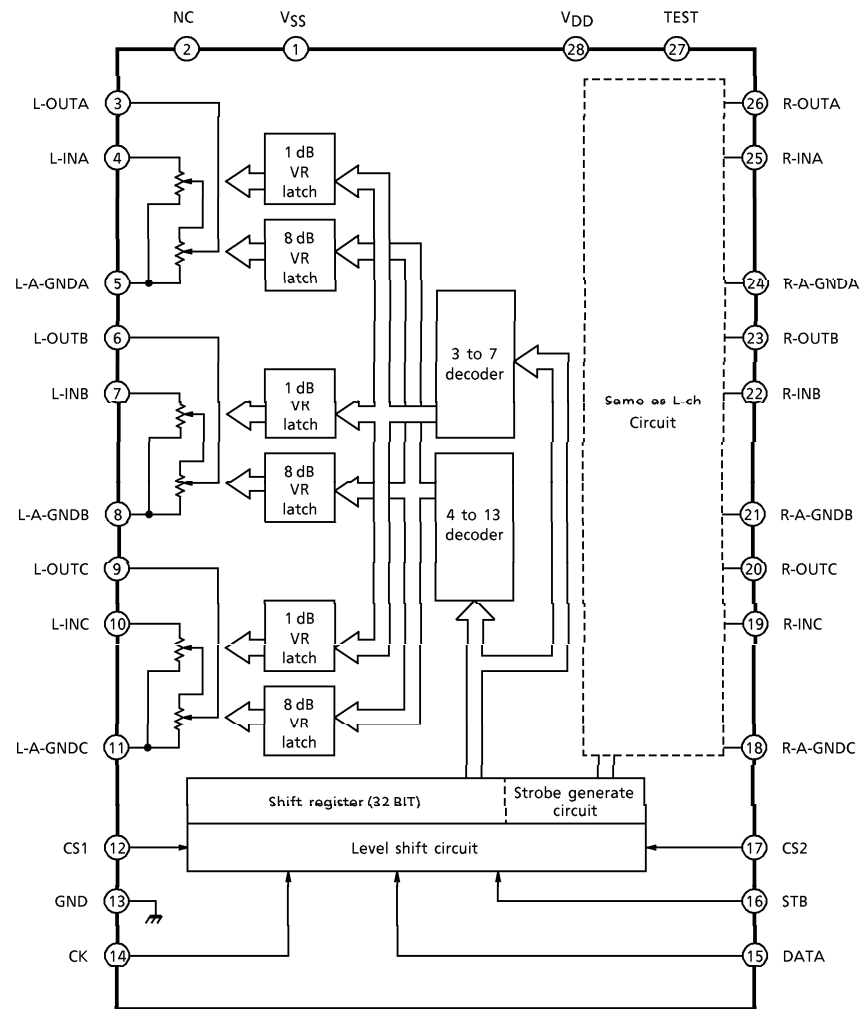 NC
VSS
VDD
TEST
2
1
28
27
L-OUTA 3
26 R-OUTA
L-INA 4
25 R-INA
1 dB
VR
latch
8 dB
VR
latch
L-A-GNDA 5
24 R-A-GNDA
L-OUTB 6
23 R-OUTB
3 to 7
decoder
L-INB 7
22 R-INB
1 dB
VR
latch
Same as L-ch
Circuit
8 dB
VR
latch
4 to 13
decoder
L-A-GNDB 8
21 R-A-GNDB
L-OUTC 9
20 R-OUTC
L-INC 10
19 R-INC
1 dB
VR
latch
8 dB
VR
latch
L-A-GNDC 11
18 R-A-GNDC
Shift register (32 BIT)
Strobe generate
circuit
CS1 12
Level shift circuit
17 CS2
GND 13
16 STB
CK 14
15 DATA